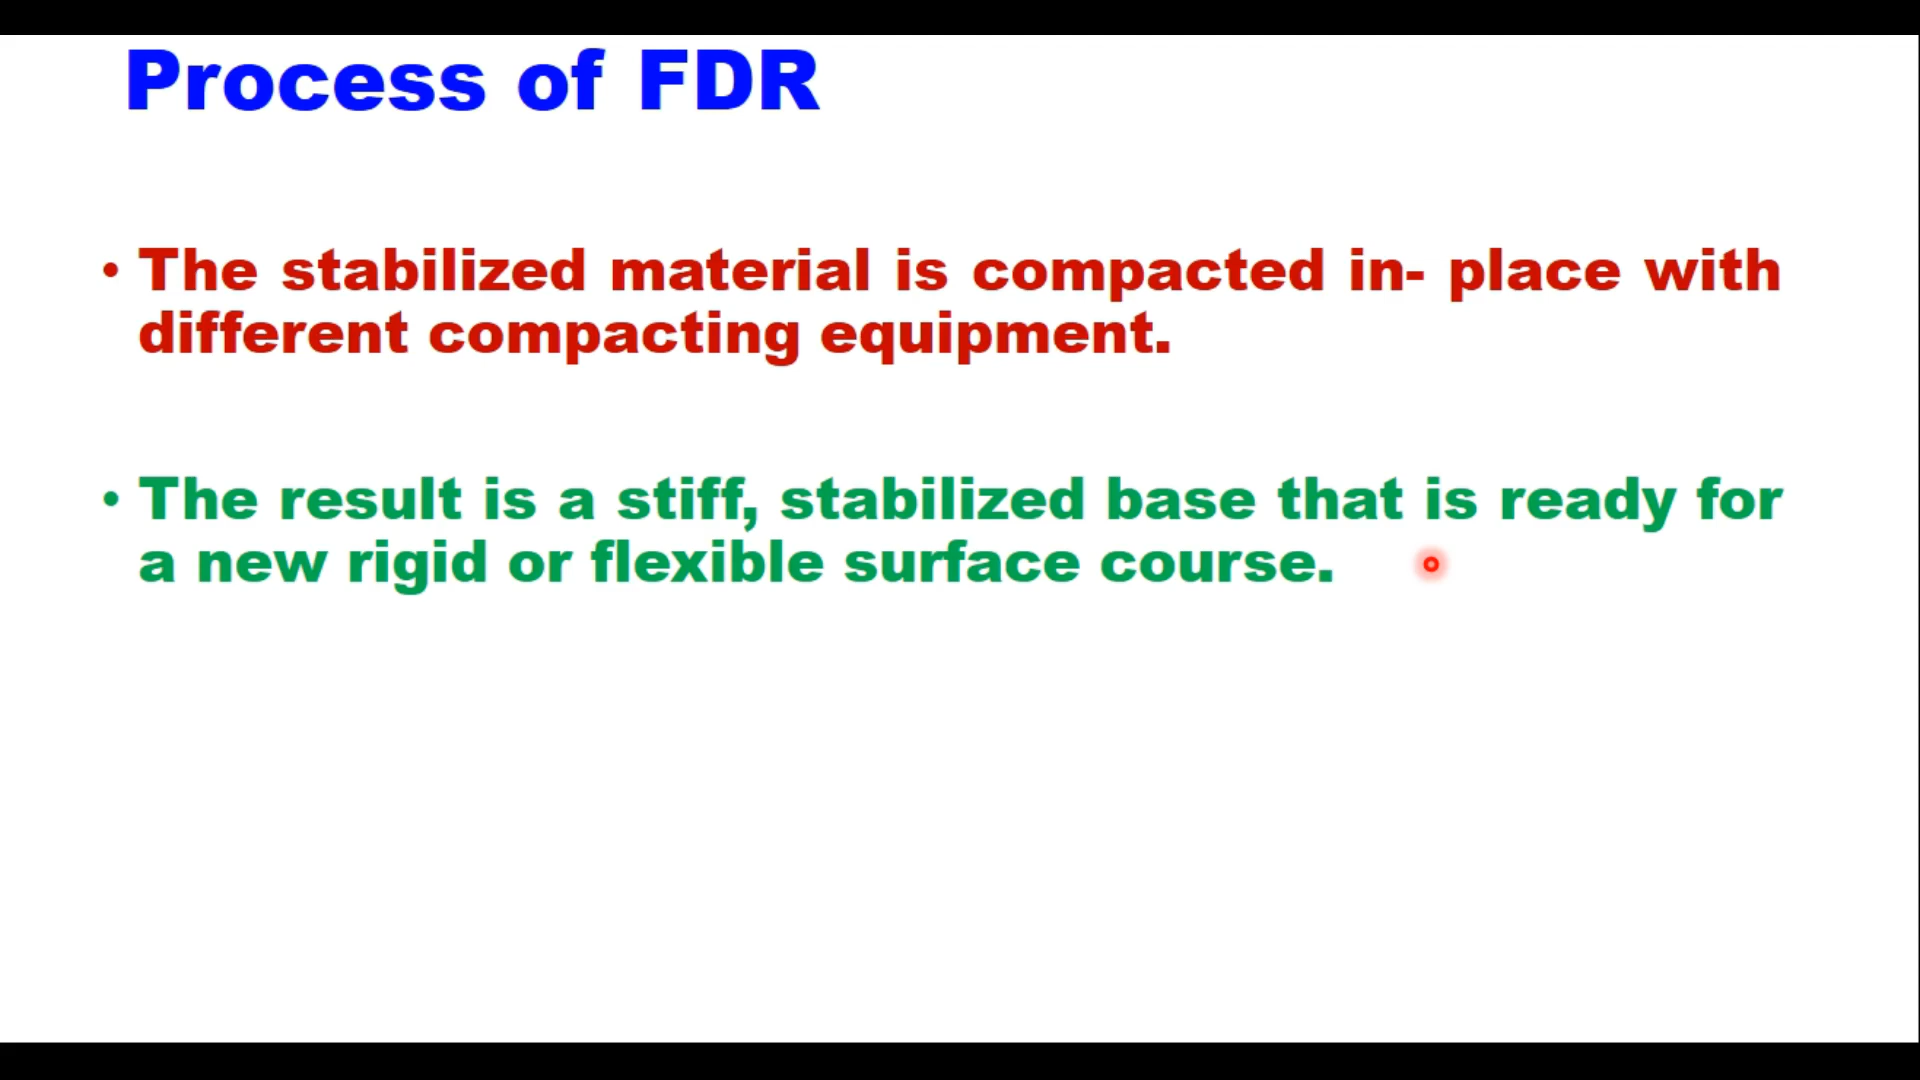 Process of FDR
• The stabilized material is compacted in- place with
different compacting equipment.
• The result is a stiff, stabilized base that is ready for
a new rigid or flexible surface course.